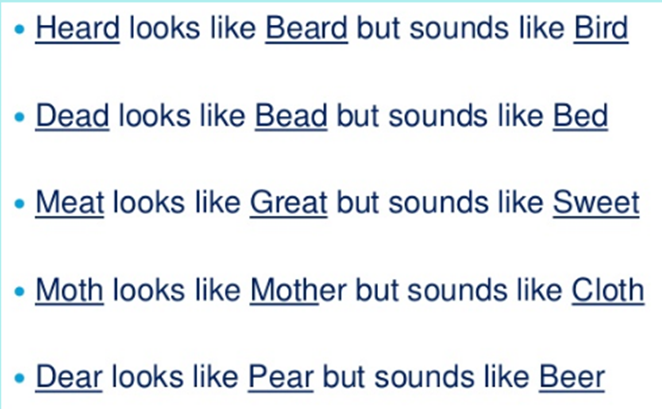 • Heard looks like Beard but sounds like Bird
• Dead looks like Bead but sounds like Bed
• Meat looks like Great but sounds like Sweet
• Moth looks like Mother but sounds like Cloth
• Dear looks like Pear but sounds like Beer